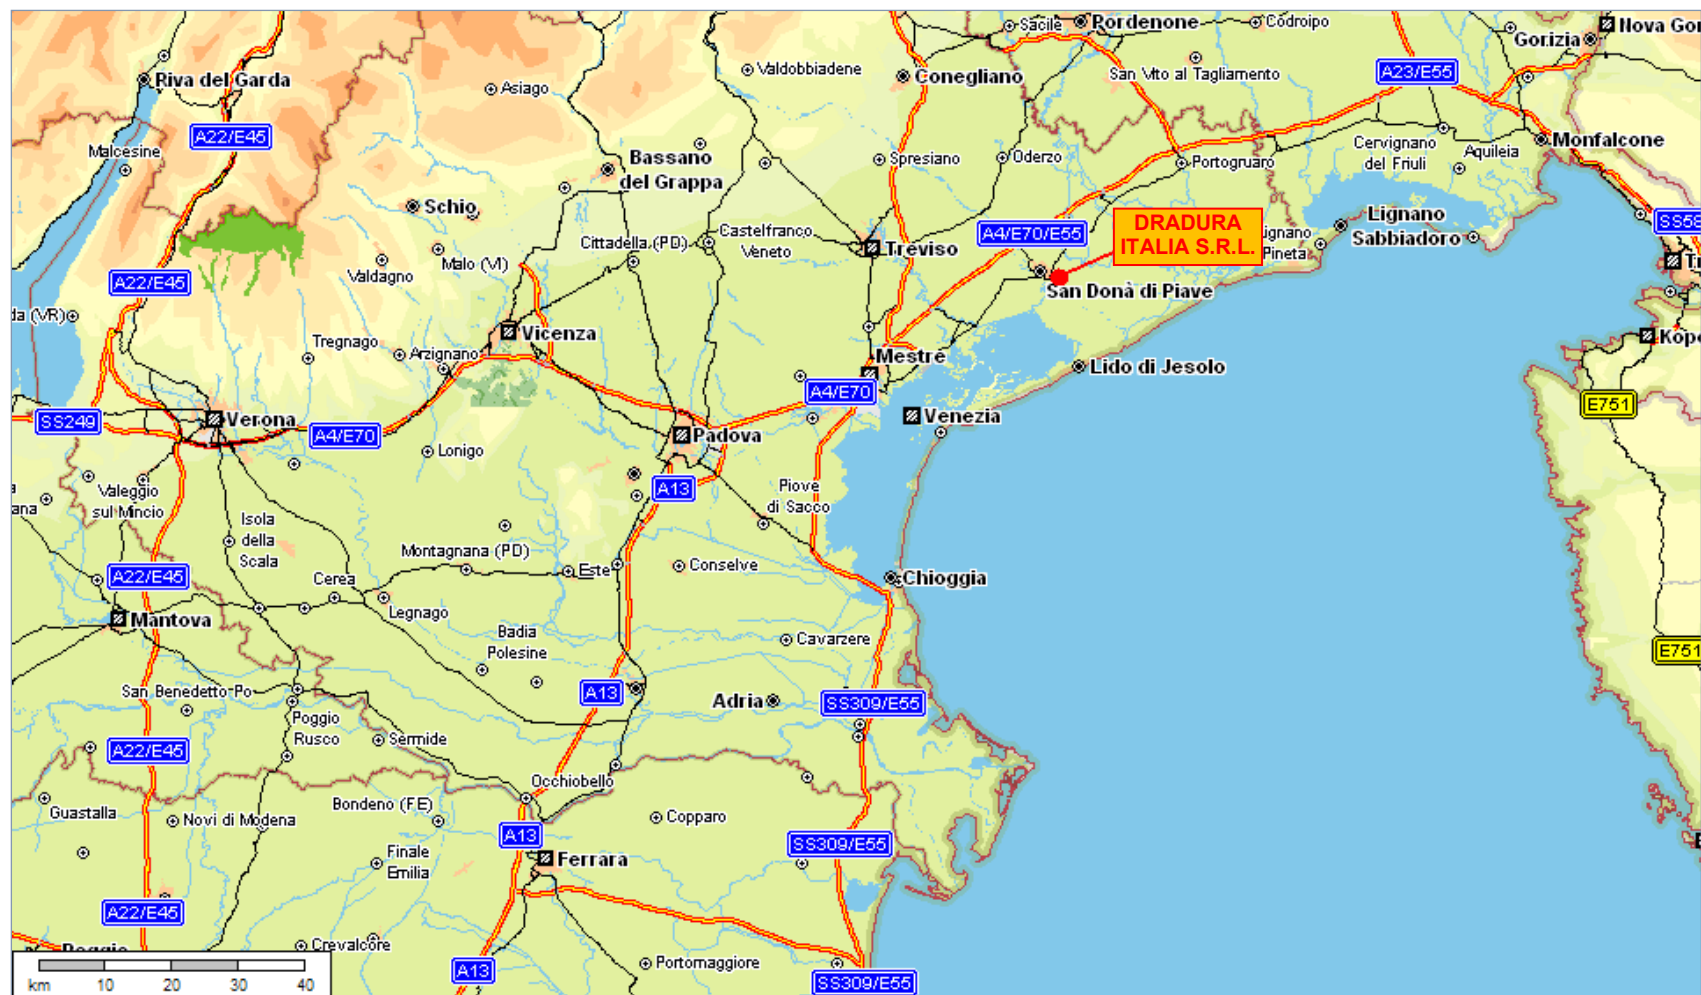 Sacile
Pordenone
Codroipo
Nova Gor
Gorizia
Riva del Garda
Valdobbiadene
Conegliano
San Vito al Tagliamento
A23/E55
Asiago
A22/E45
Malcesine
Bassano
del Grappa
Spresiano
Oderzo
Portogruaro
Cervignano
del Friuli
Aquileia
Monfalcone
Schio
Lignano
Sabbiadoro
SS58
DRADURA
ITALIA S.R.L.
A4/E70/E55
Castelfranco
Veneto
Cittadella (PD)
Treviso
ignano
Pineta
Malo (VI)
Valdagno
A22/E45
San Donà di Piave
da (VR)
Tregnago
Arzignano
Vicenza
Mestre
Kope
Lido di Jesolo
A4/E70
E751
SS249
Verona
A4/E70
Venezia
Padova
Lonigo
A13
Valeggio
sul Mincio
ana
Piove
di Sacco
Isola
della
Scala
Montagnana (PD)
Este
Conselve
A22/E45
Cerea
Legnago
Chioggia
Mantova
Badia
Polesine
Cavarzere
E751
San Benedetto Po
A13
Adria
SS309/E55
Poggio
Rusco
Sermide
A22/E45
Occhiobello
Guastalla
Bondeno (FE)
Novi di Modena
Copparo
A13
SS309/E55
Finale
Emilia
Ferrara
A22/E45
Reggio
Crevalcore
Portomaggiore
A13
SS309/E55
km 10 20 30 40